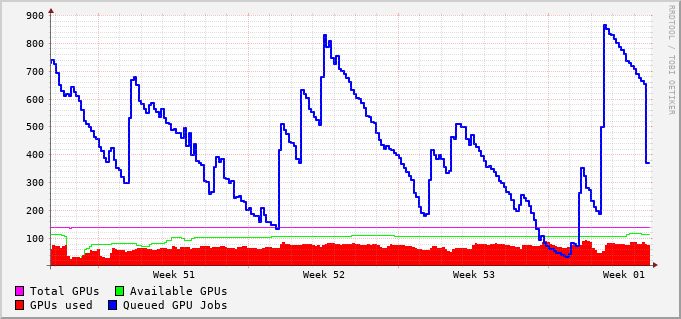 900
800
700
600
500
400
300
200
100
Week 51 Week 52 Week 53 Week 01
Total GPUs Available GPUs
GPUs used Queued GPU Jobs
RRDTOOL / TOBI OETIKER